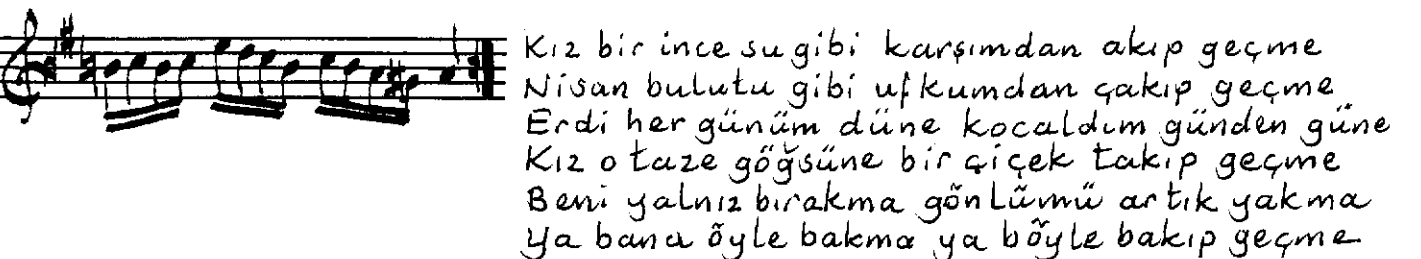 Kız bir ince su gibi karşımdan akıp geçme
Nisan bulutu gibi ufkumdan çakıp geçme
Erdi her günüm düne kocaldım günden güne
Kız o taze göğsüne bir çiçek takıp geçme
Beni yalnız bırakma gönlümü artık yakma
Ya bana öyle bakma ya böyle bakıp geçme